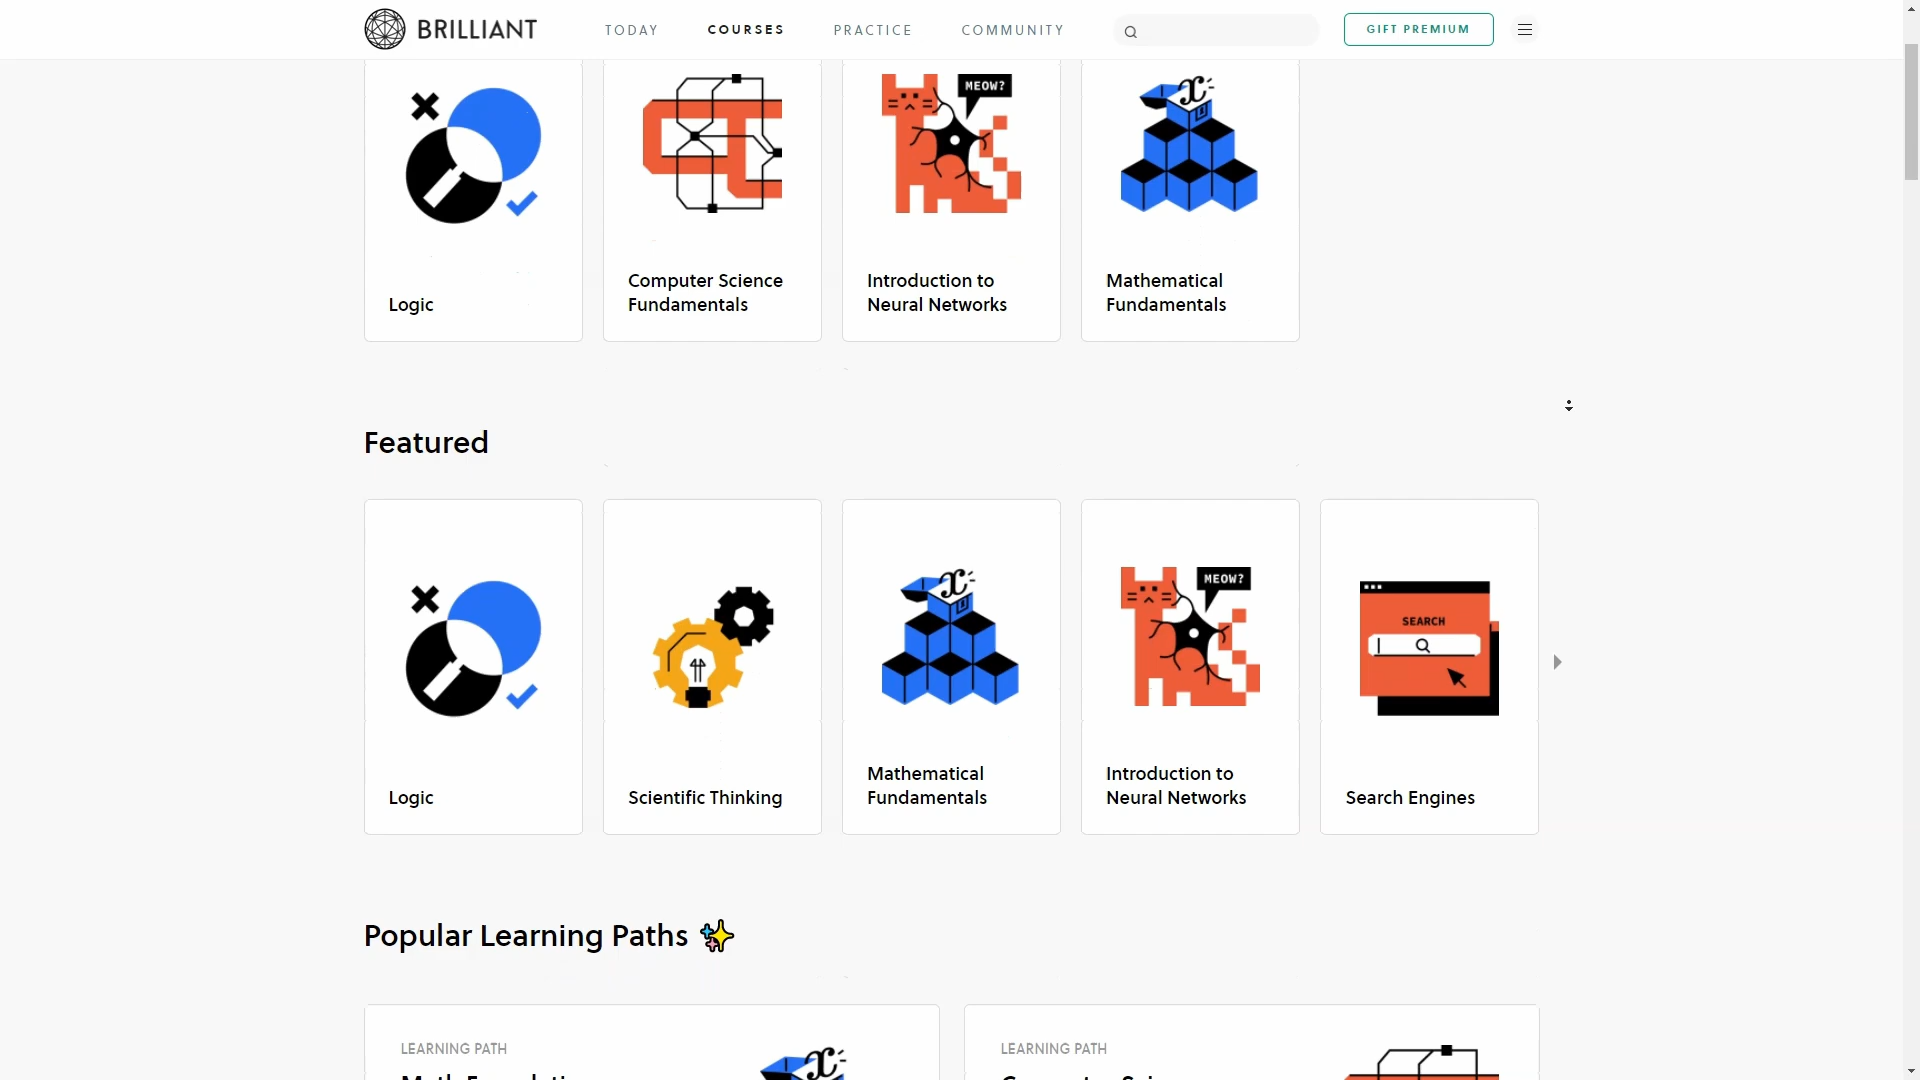 BRILLIANT
TODAY
COURSES
PRACTICE
COMMUNITY
GIFT PREMIUM
MEOW?
x
Logic
Computer Science
Fundamentals
Introduction to
Neural Networks
Mathematical
Fundamentals
Featured
x
MEOW?
SEARCH
Logic
Scientific Thinking
Mathematical
Fundamentals
Introduction to
Neural Networks
Search Engines
Popular Learning Paths
LEARNING PATH
x
LEARNING PATH